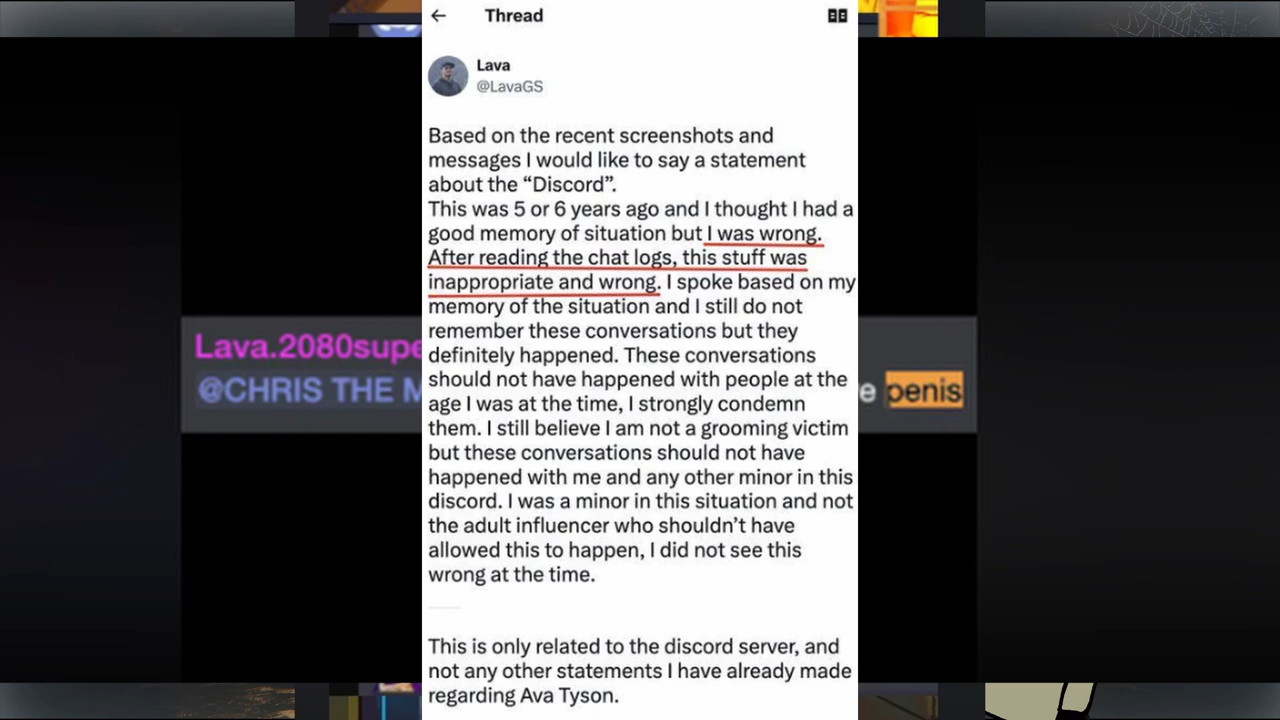 Thread
Lava
@LavaGS
Based on the recent screenshots and
messages I would like to say a statement
about the “Discord”.
This was 5 or 6 years ago and I thought I had a
good memory of situation but I was wrong.
After reading the chat logs, this stuff was
inappropriate and wrong. I spoke based on my
memory of the situation and I still do not
remember these conversations but they
definitely happened. These conversations
should not have happened with people at the
age I was at the time, I strongly condemn
them. I still believe I am not a grooming victim
but these conversations should not have
happened with me and any other minor in this
discord. I was a minor in this situation and not
the adult influencer who shouldn’t have
allowed this to happen, I did not see this
wrong at the time.
This is only related to the discord server, and
not any other statements I have already made
regarding Ava Tyson.
Lava.2080supe
@CHRIS THE M
e penis